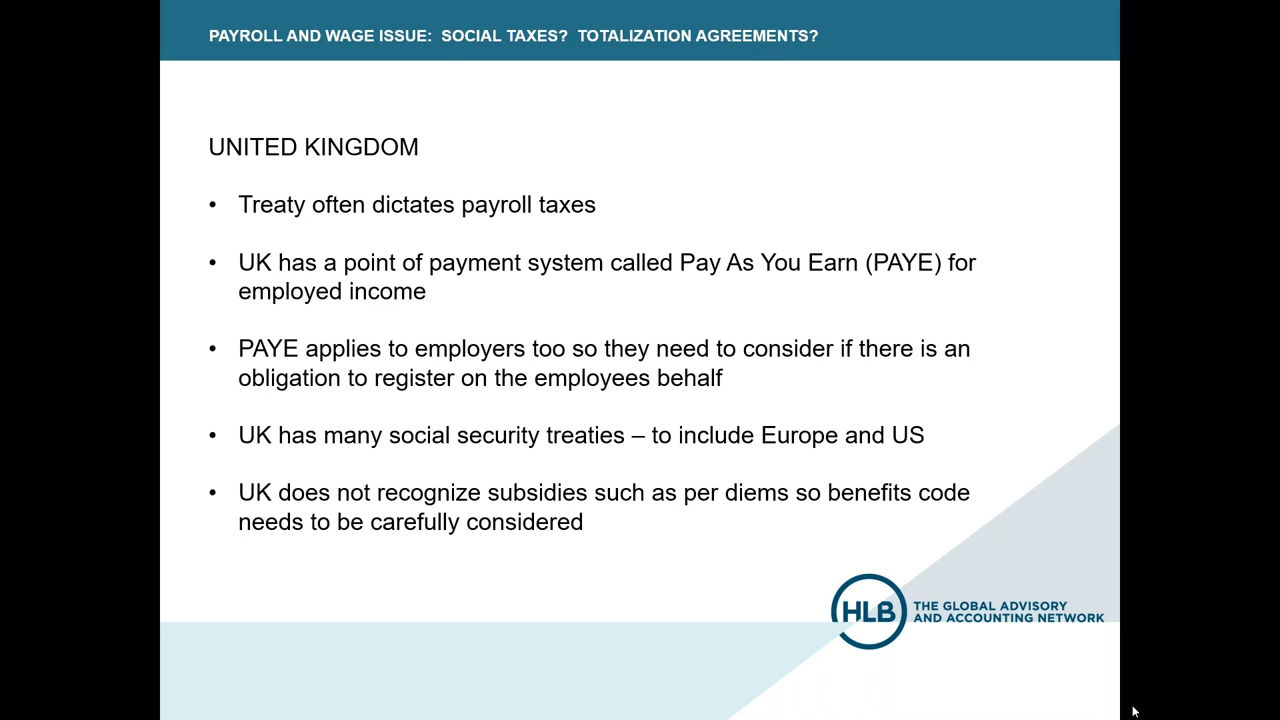 PAYROLL AND WAGE ISSUE:  SOCIAL TAXES?  TOTALIZATION AGREEMENTS?
UNITED KINGDOM
• Treaty often dictates payroll taxes
• UK has a point of payment system called Pay As You Earn (PAYE) for
employed income
• PAYE applies to employers too so they need to consider if there is an
obligation to register on the employees behalf
• UK has many social security treaties – to include Europe and US
• UK does not recognize subsidies such as per diems so benefits code
needs to be carefully considered
HLB
THE GLOBAL ADVISORY
AND ACCOUNTING NETWORK